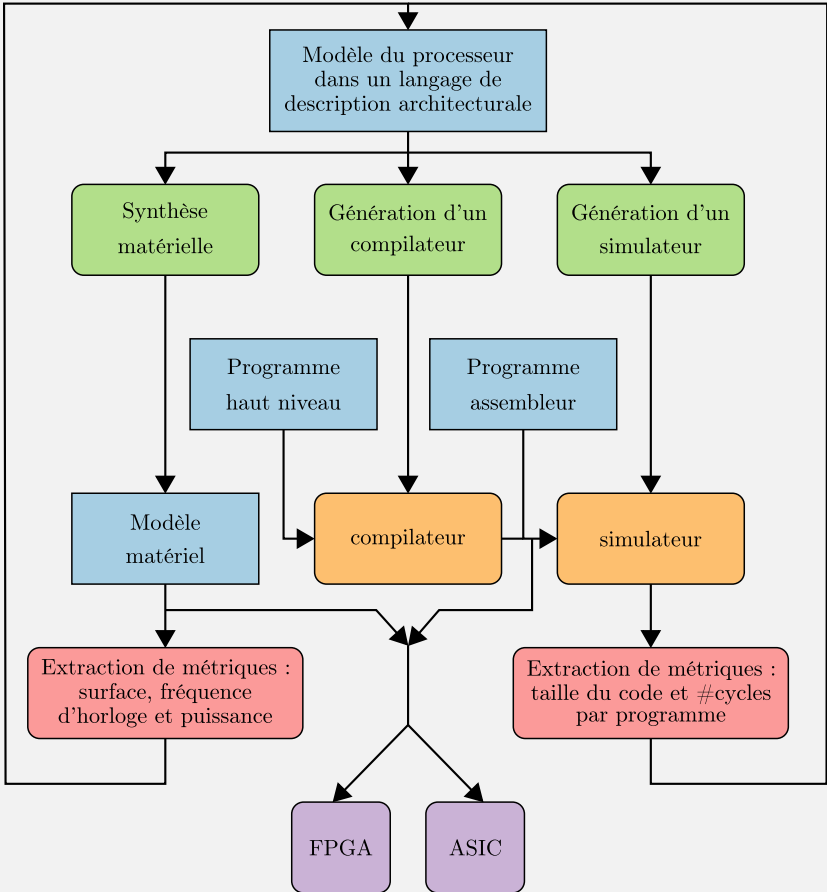 Modèle du processeur
dans un langage de
description architecturale
Synthèse
matérielle
Génération d'un
compilateur
Génération d'un
simulateur
Programme
haut niveau
Programme
assembleur
Modèle
matériel
compilateur
simulateur
Extraction de métriques :
surface, fréquence
d'horloge et puissance
Extraction de métriques :
taille du code et #cycles
par programme
FPGA
ASIC